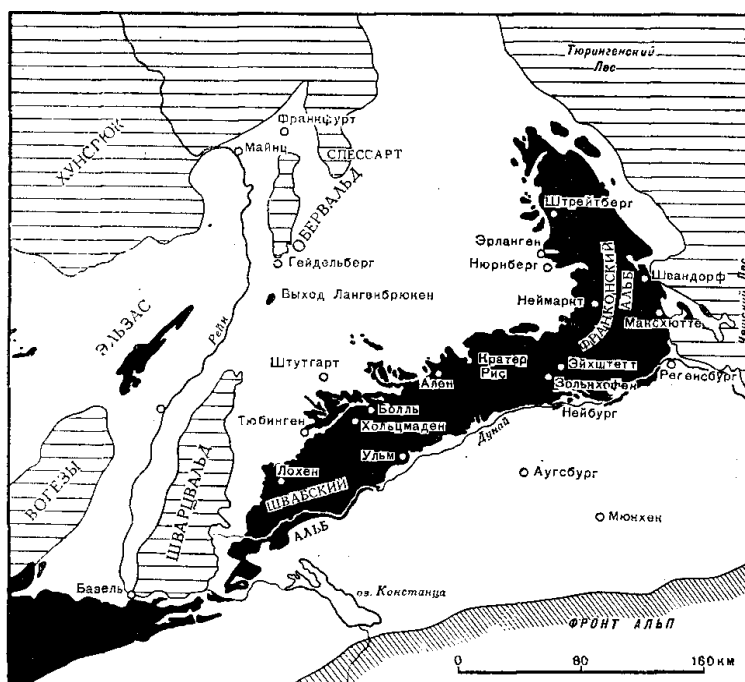 Тюрингенский
Лес
Франкфурт
ХУНСРЮК
Майнц
СПЕССАРТ
ОБЕРВАЛЬД
Штрейтберг
Эрланген
Гейдельберг
Нюрнберг
Швандорф
ФРАНКОНСКИЙ
АЛЬБ
Выход Лангенбрюкен
Неймаркт
ЭЛЬЗАС
Рейн
Максхютте
Лес
Штутгарт
Кратер
Рис
Ален
Эйхштетт
Регенсбург
Зольнхофен
Болль
Нейбург
Тюбинген
Хольцмаден
Дунай
Ульм
Лохен
Аугсбург
ВОГЕЗЫ
ШВАРЦВАЛЬД
ШВАБСКИЙ
АЛЬБ
Мюнхен
Базель
оз. Констанца
ФРОНТ АЛЬП
0 80 160 км